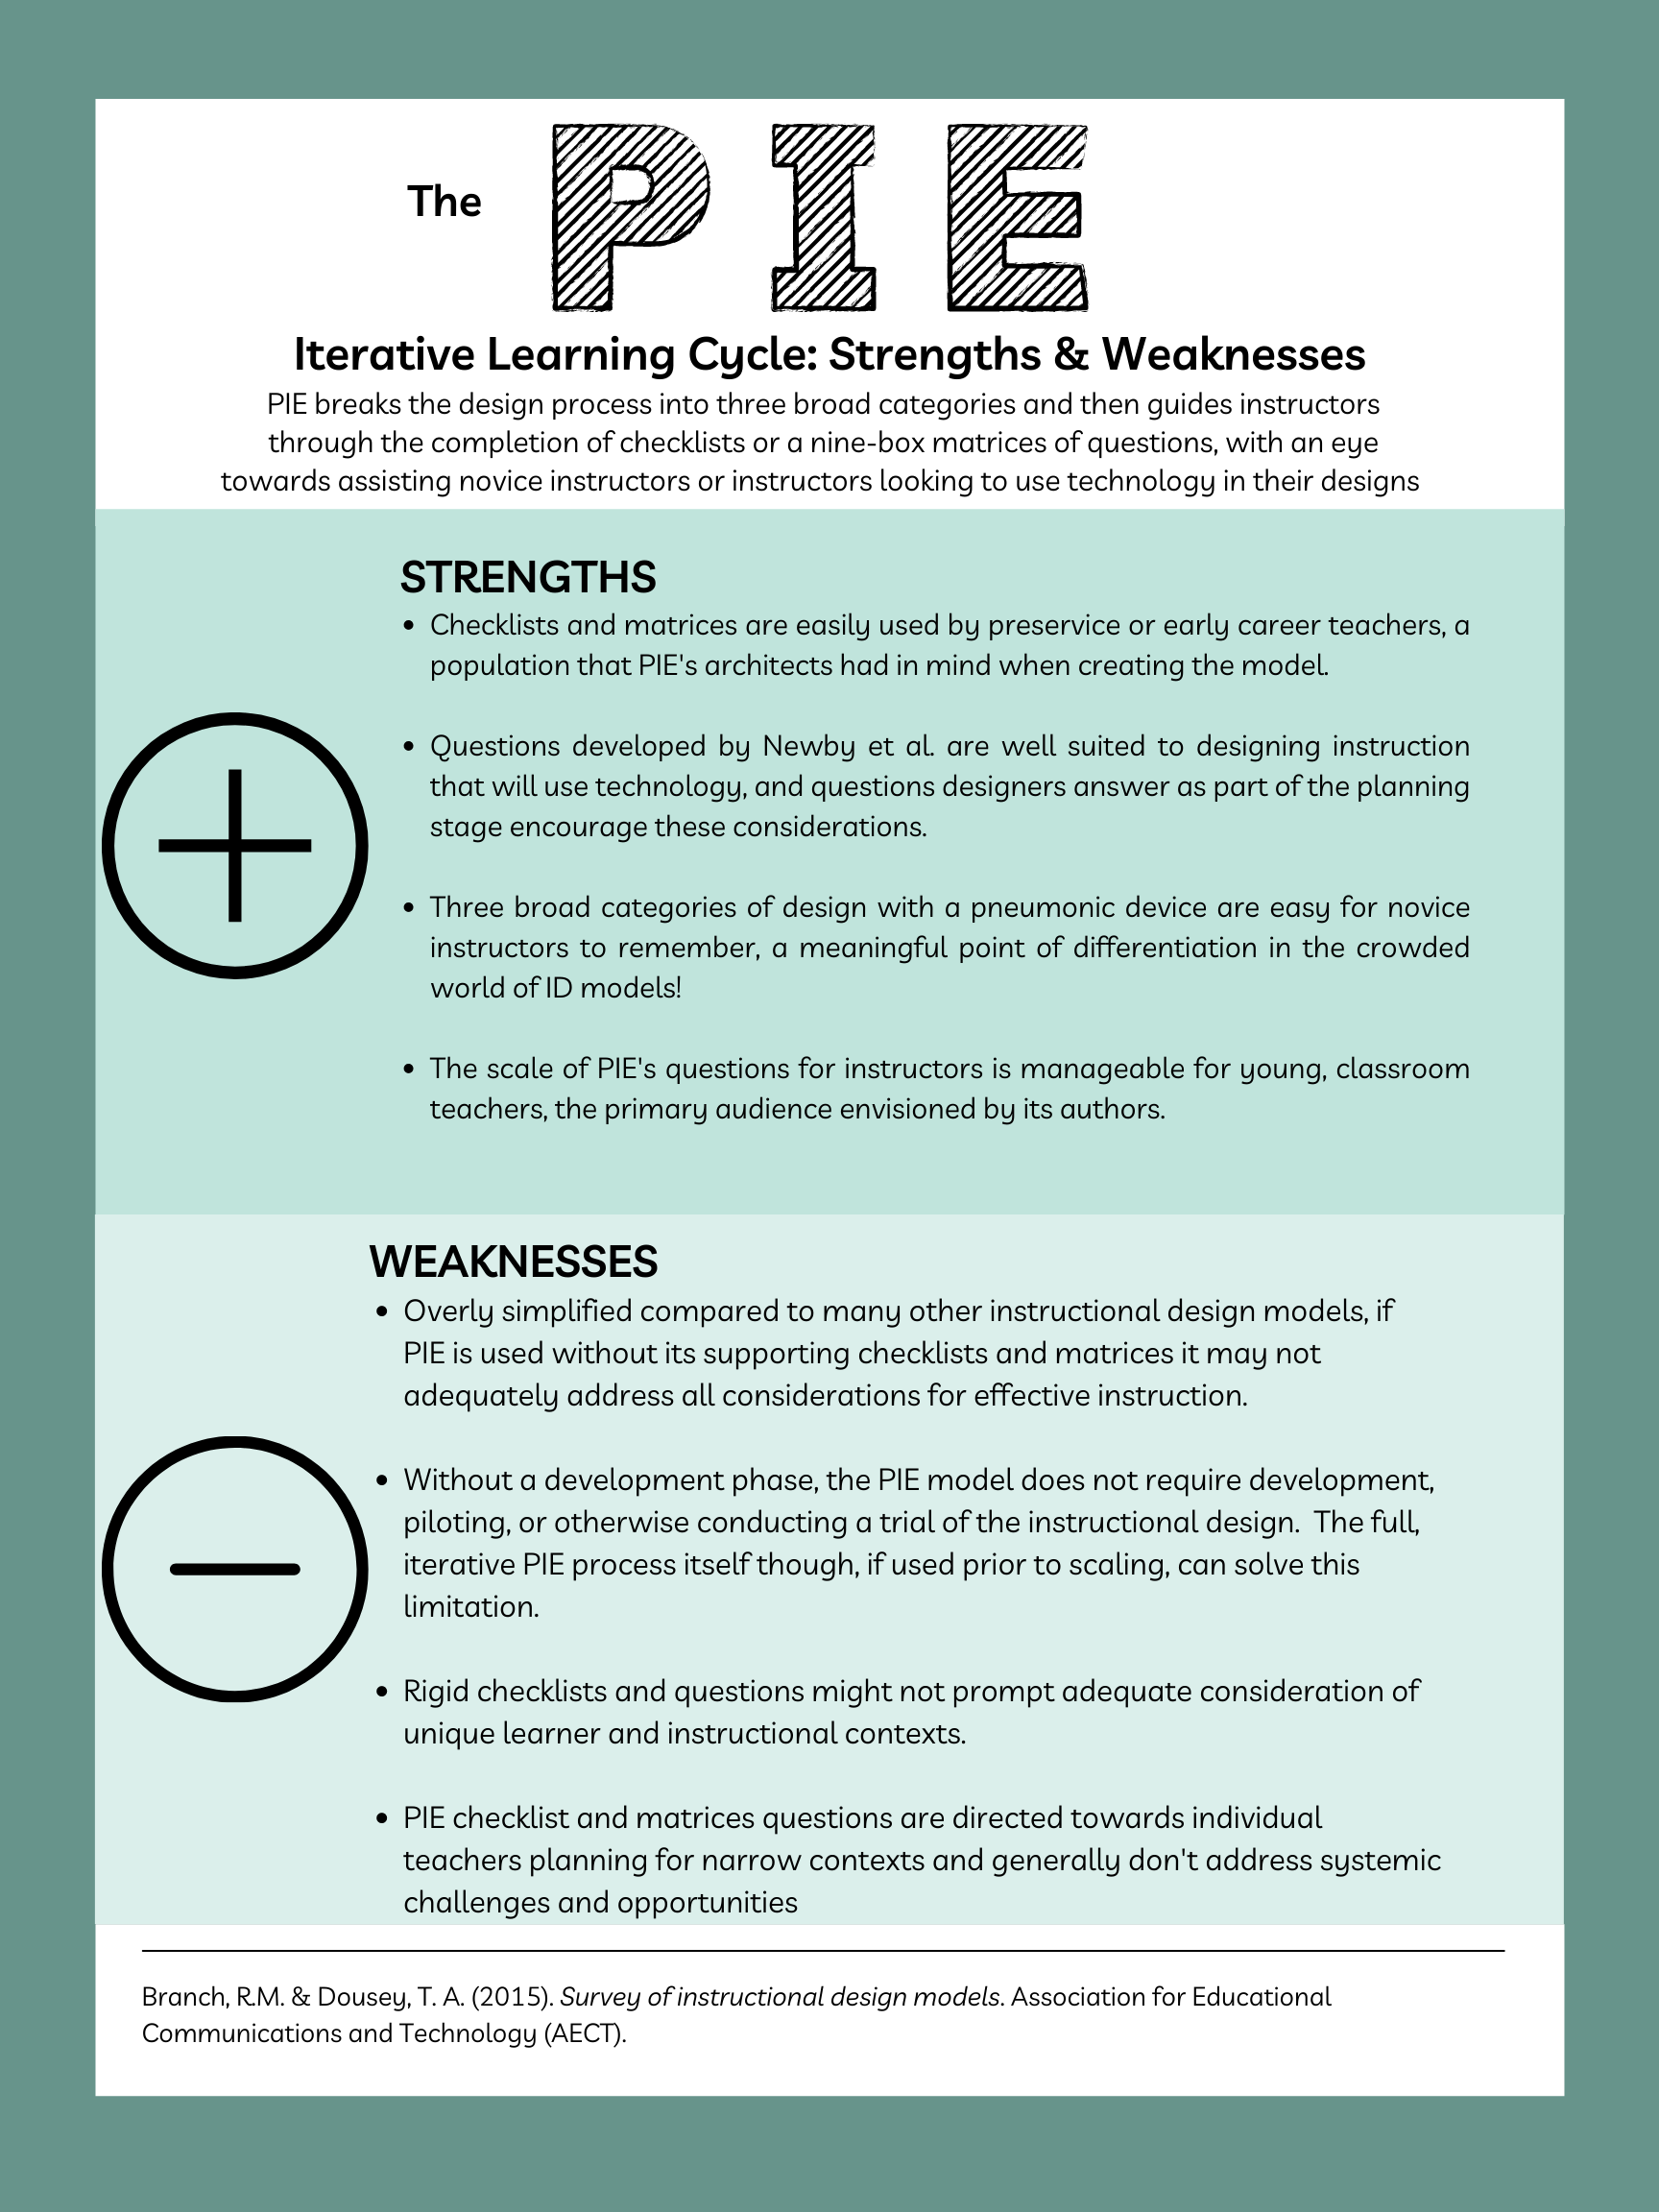 The PIE
Iterative Learning Cycle: Strengths & Weaknesses
PIE breaks the design process into three broad categories and then guides instructors
through the completion of checklists or a nine-box matrices of questions, with an eye
towards assisting novice instructors or instructors looking to use technology in their designs
STRENGTHS
• Checklists and matrices are easily used by preservice or early career teachers, a
population that PIE's architects had in mind when creating the model.
• Questions developed by Newby et al. are well suited to designing instruction
that will use technology, and questions designers answer as part of the planning
stage encourage these considerations.
• Three broad categories of design with a pneumonic device are easy for novice
instructors to remember, a meaningful point of differentiation in the crowded
world of ID models!
• The scale of PIE's questions for instructors is manageable for young, classroom
teachers, the primary audience envisioned by its authors.
WEAKNESSES
• Overly simplified compared to many other instructional design models, if
PIE is used without its supporting checklists and matrices it may not
adequately address all considerations for effective instruction.
• Without a development phase, the PIE model does not require development,
piloting, or otherwise conducting a trial of the instructional design.  The full,
iterative PIE process itself though, if used prior to scaling, can solve this
limitation.
• Rigid checklists and questions might not prompt adequate consideration of
unique learner and instructional contexts.
• PIE checklist and matrices questions are directed towards individual
teachers planning for narrow contexts and generally don't address systemic
challenges and opportunities
Branch, R.M. & Dousey, T. A. (2015). Survey of instructional design models. Association for Educational
Communications and Technology (AECT).